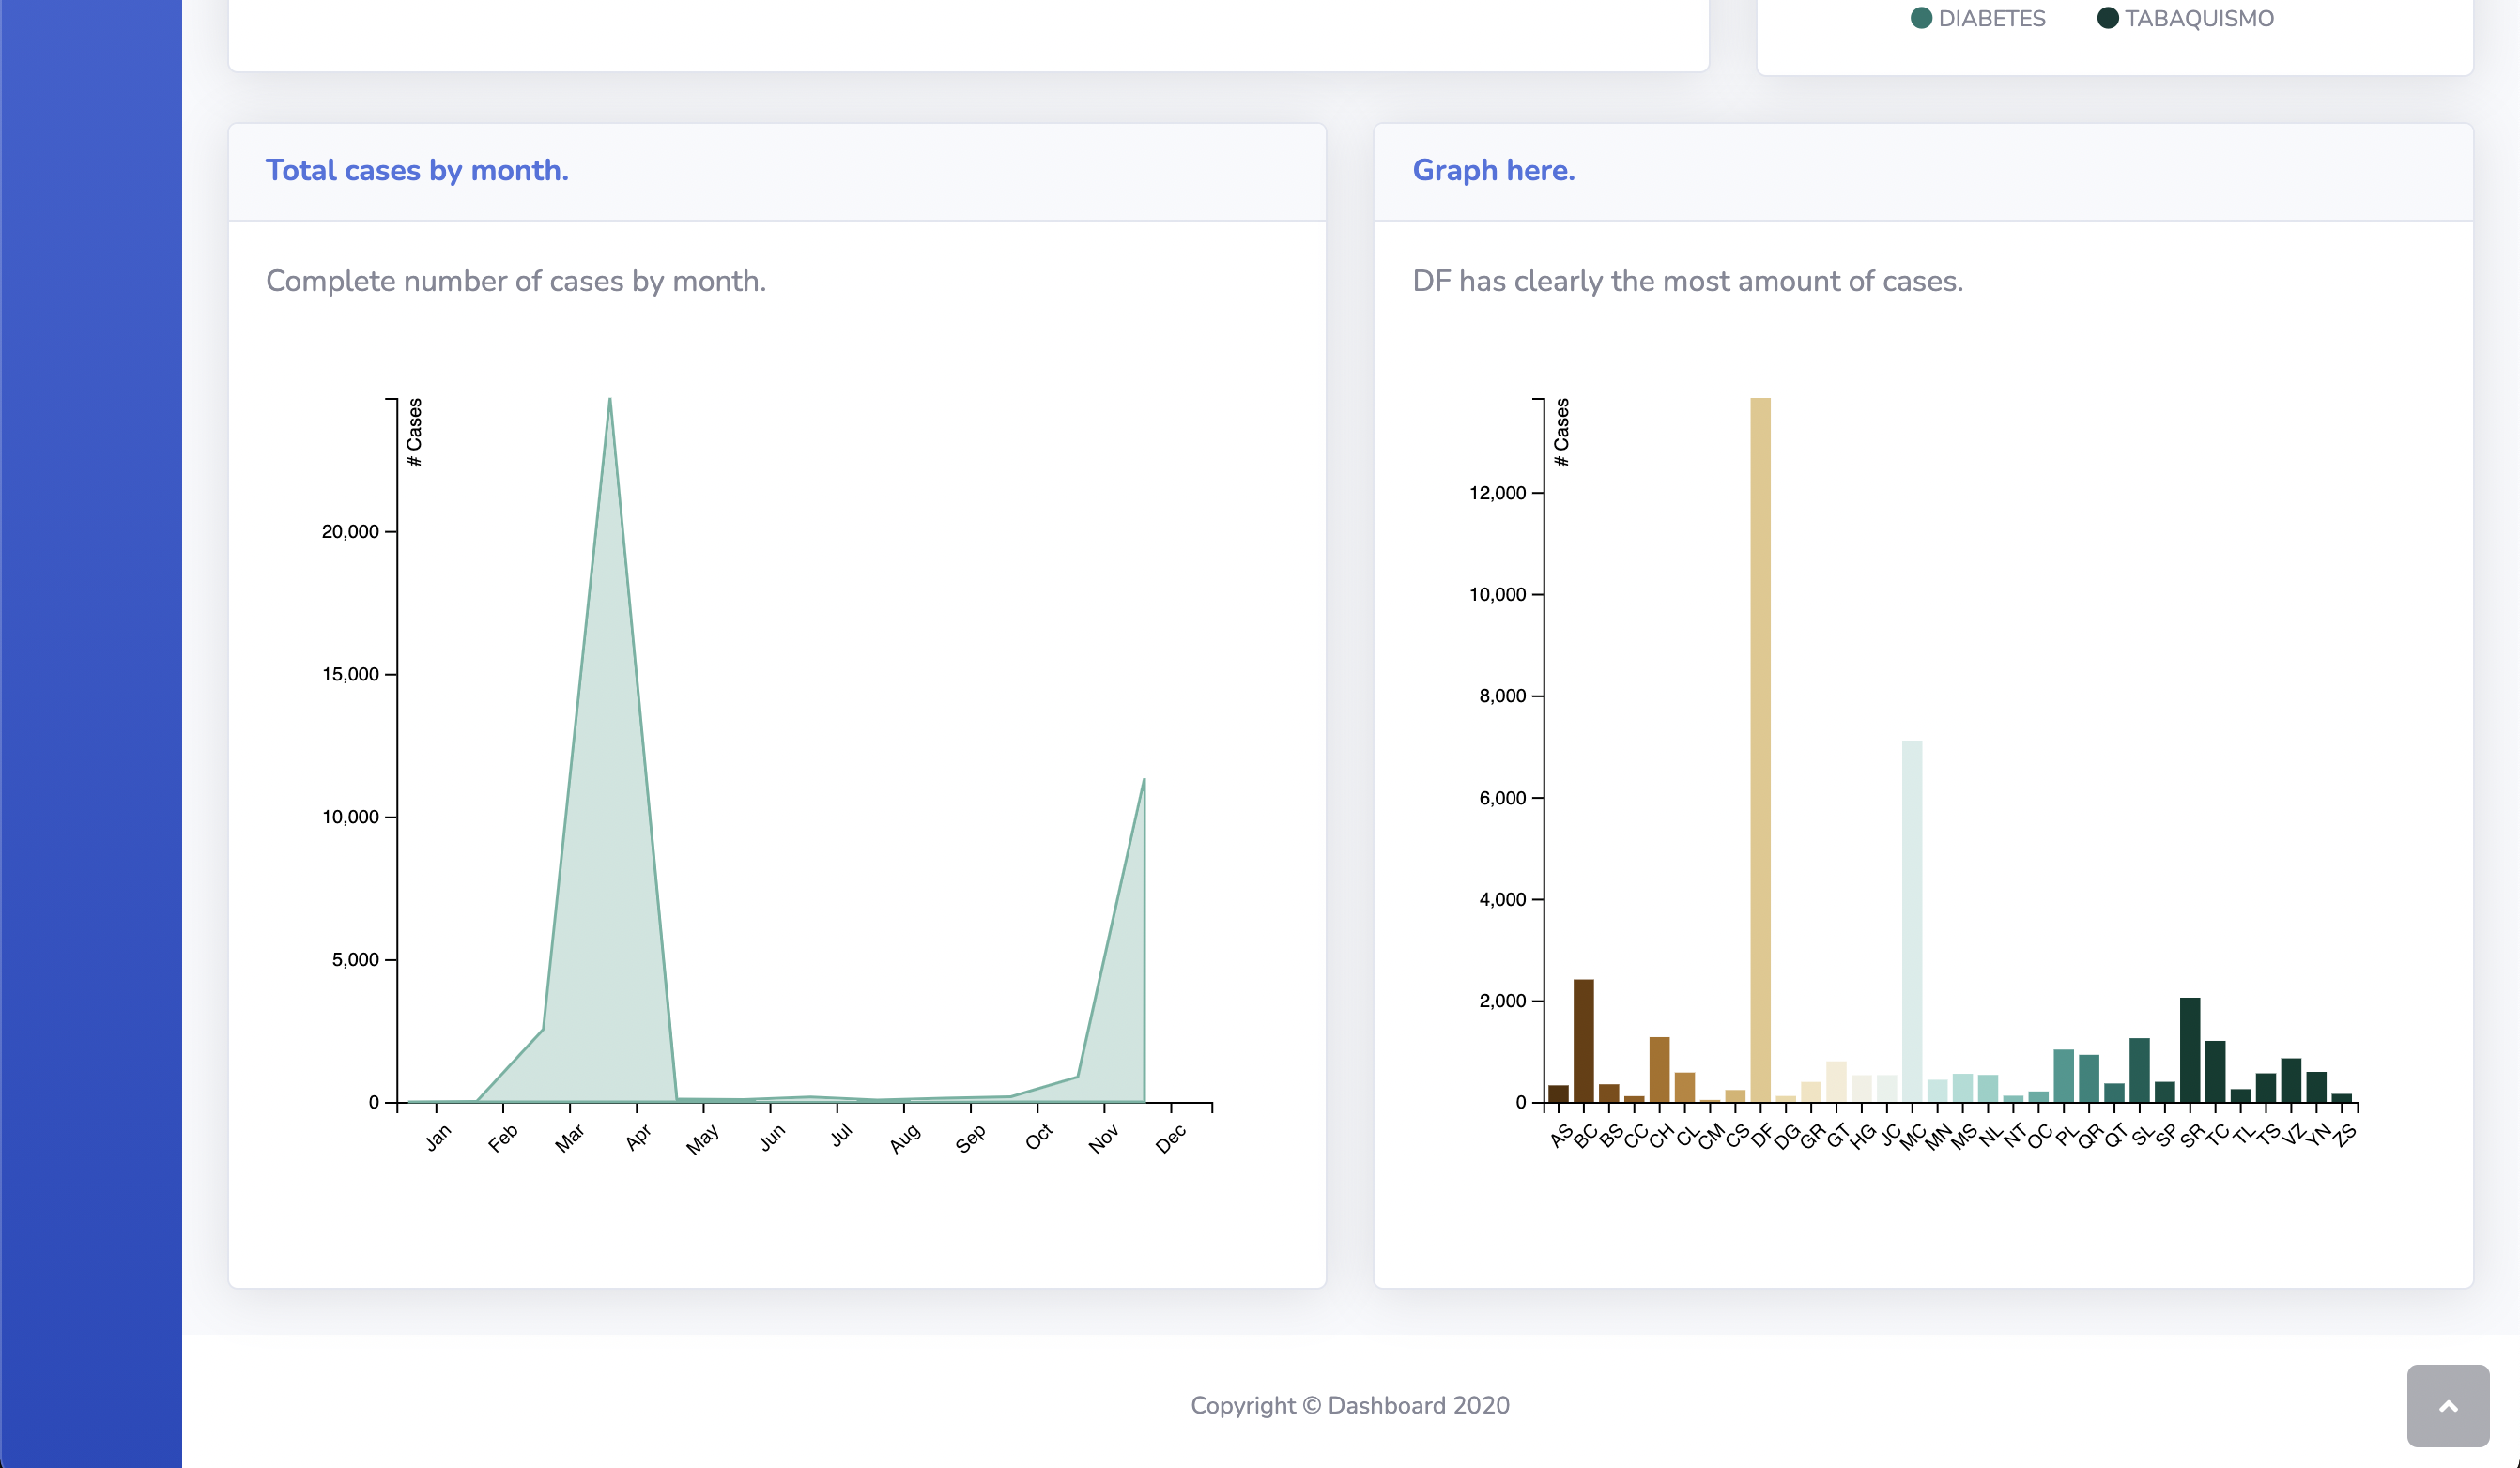 DIABETES TABAQUISMO
Total cases by month.
Complete number of cases by month.
# Cases
20,000
15,000
10,000
5,000
0
Jan Feb Mar Apr May Jun Jul Aug Sep Oct Nov Dec
Graph here.
DF has clearly the most amount of cases.
# Cases
12,000
10,000
8,000
6,000
4,000
2,000
0
AS BC BS CC CH CL CM CS DF DG GR GT HG JC MC MN MS NL NT OC PL QR QT SL SP SR TC TL TS VZ YN ZS
Copyright © Dashboard 2020